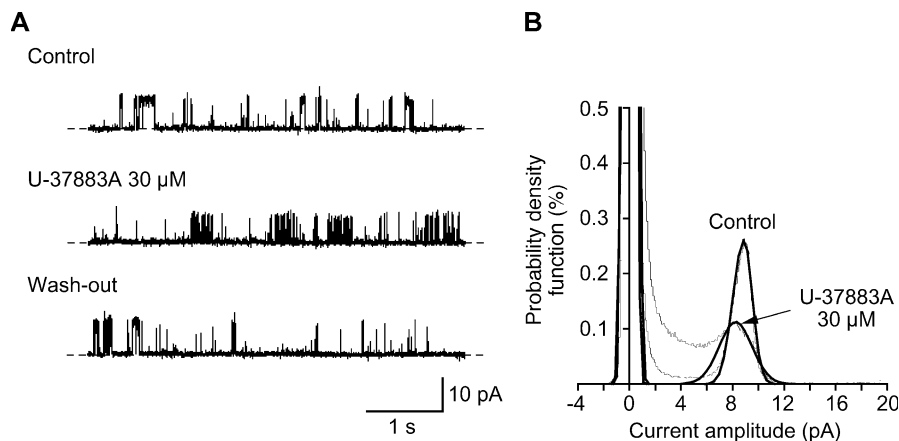 A
Control
U-37883A 30 µM
Wash-out
10 pA
1 s
B
Probability density
function (%)
0.5
0.4
0.3
0.2
0.1
Control
U-37883A
30 µM
-4 0 4 8 12 16 20
Current amplitude (pA)